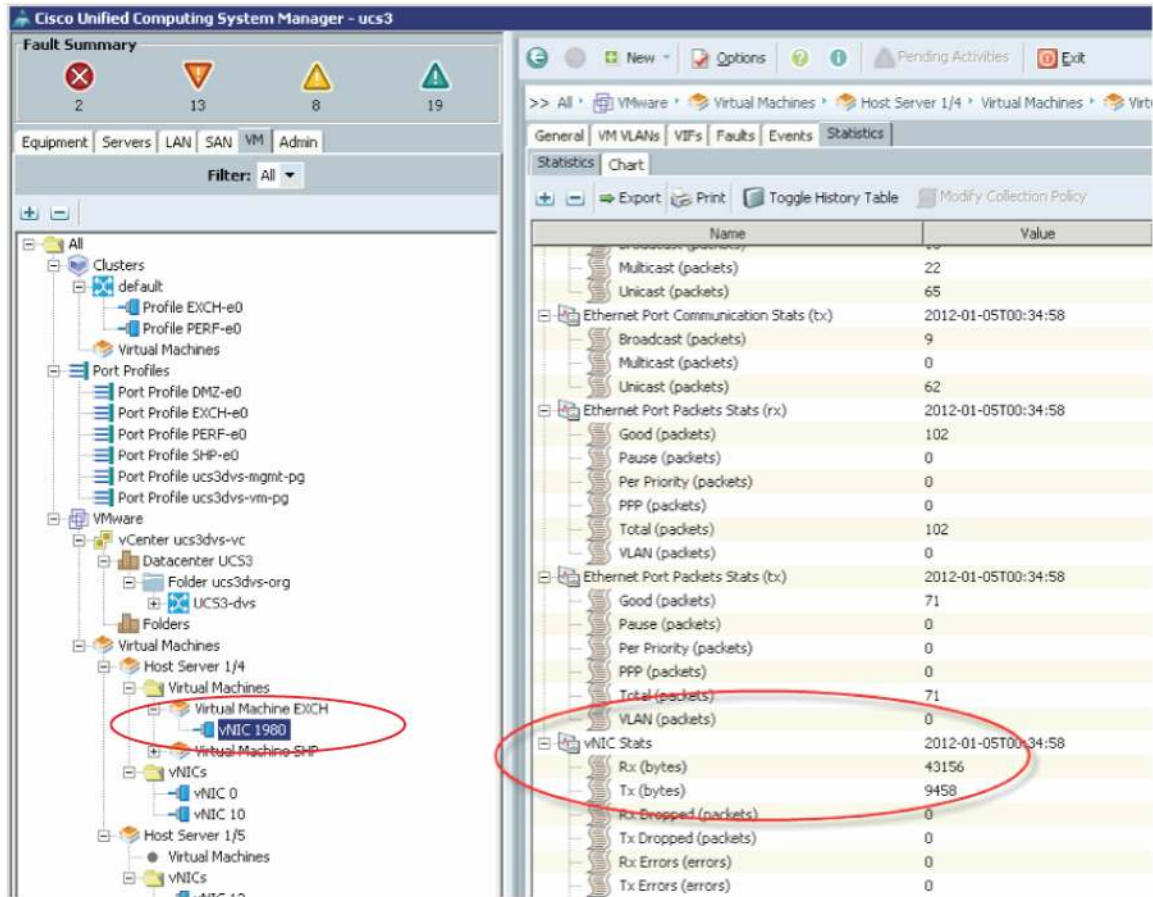 Cisco Unified Computing System Manager - ucs3
Fault Summary
2 13 8 19
Equipment Servers LAN SAN VM Admin
Filter: All
All
Clusters
default
Profile EXCH-e0
Profile PERF-e0
Virtual Machines
Port Profiles
Port Profile DMZ-e0
Port Profile EXCH-e0
Port Profile PERF-e0
Port Profile SHP-e0
Port Profile ucs3dvs-mgmt-pg
Port Profile ucs3dvs-vm-pg
VMware
vCenter ucs3dvs-vc
Datacenter UCS3
Folder ucs3dvs-org
UCS3-dvs
Folders
Virtual Machines
Host Server 1/4
Virtual Machines
Virtual Machine EXCH
vNIC 1980
Virtual Machine SHP
vNICs
vNIC 0
vNIC 10
Host Server 1/5
Virtual Machines
vNICs
New Options Pending Activities Exit
>> All VMware Virtual Machines Host Server 1/4 Virtual Machines Virt
General VM VLANs VIFs Faults Events Statistics
Statistics Chart
Export Print Toggle History Table Modify Collection Policy
Name Value
Multicast (packets) 22
Unicast (packets) 65
Ethernet Port Communication Stats (tx) 2012-01-05T00:34:58
Broadcast (packets) 9
Multicast (packets) 0
Unicast (packets) 62
Ethernet Port Packets Stats (rx) 2012-01-05T00:34:58
Good (packets) 102
Pause (packets) 0
Per Priority (packets) 0
PPP (packets) 0
Total (packets) 102
VLAN (packets) 0
Ethernet Port Packets Stats (tx) 2012-01-05T00:34:58
Good (packets) 71
Pause (packets) 0
Per Priority (packets) 0
PPP (packets) 0
Total (packets) 71
VLAN (packets) 0
vNIC Stats 2012-01-05T00:34:58
Rx (bytes) 43156
Tx (bytes) 9458
Rx Dropped (packets) 0
Tx Dropped (packets) 0
Rx Errors (errors) 0
Tx Errors (errors) 0